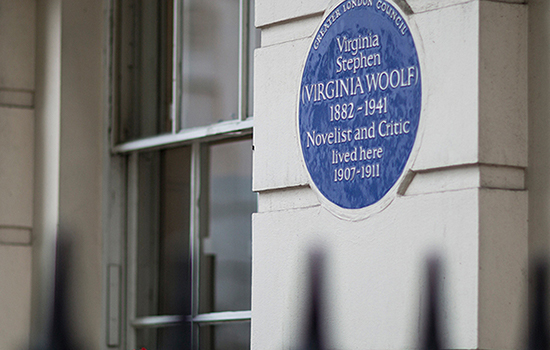 GREATER LONDON COUNCIL
Virginia
Stephen
(VIRGINIA WOOLF)
1882-1941
Novelist and Critic
lived here
1907-1911